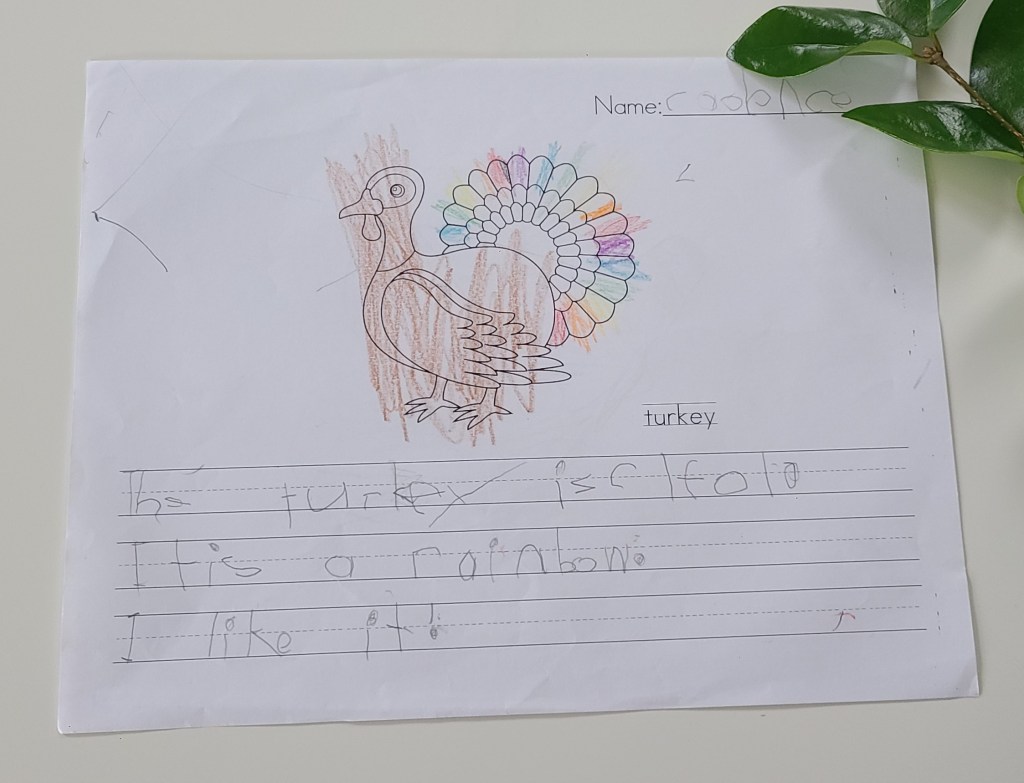 Name:
turkey
The turkey is
It is a rainbow.
I like it!